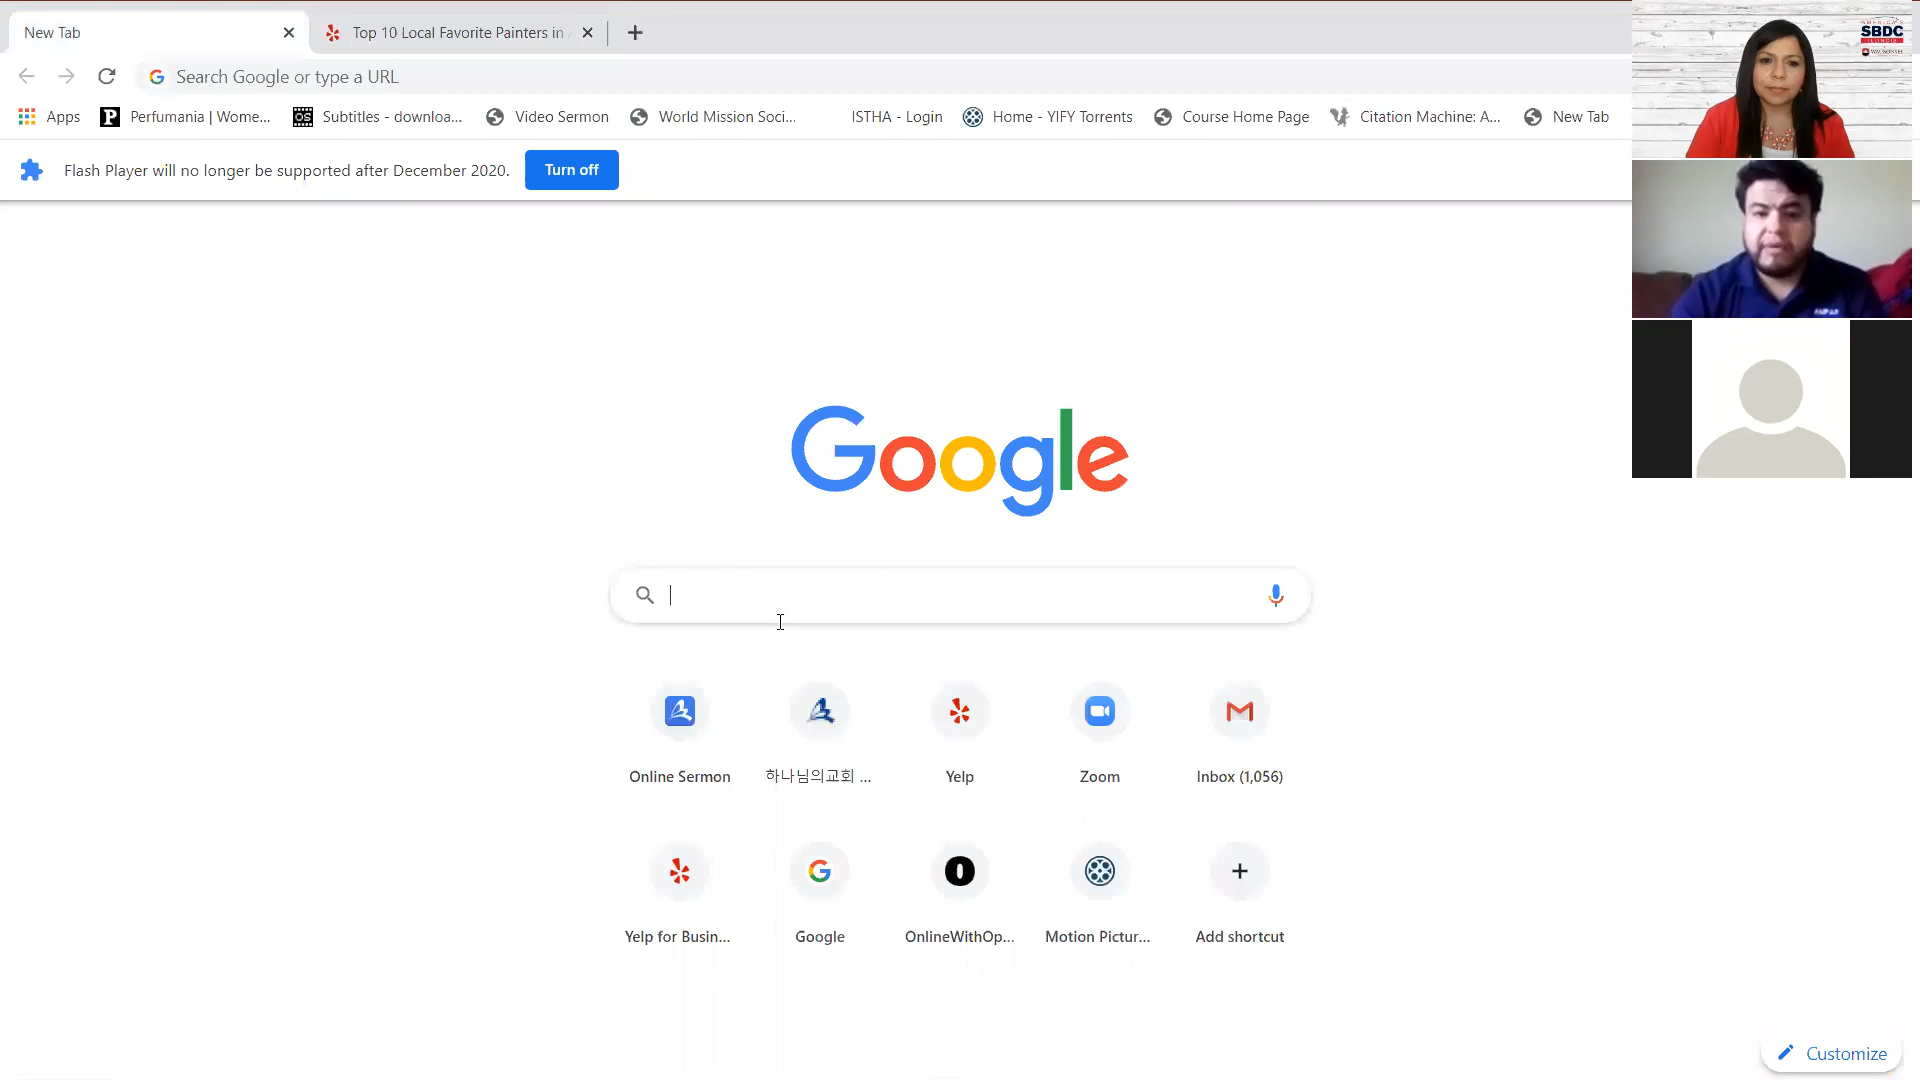 New Tab
Top 10 Local Favorite Painters in
Search Google or type a URL
Apps
Perfumania | Wome...
Subtitles - downloa...
Video Sermon
World Mission Soci...
ISTHA - Login
Home - YIFY Torrents
Course Home Page
Citation Machine: A...
New Tab
Flash Player will no longer be supported after December 2020.
Turn off
AMERICA'S
SBDC
ILLINOIS
WAUBONSEE
Google
Online Sermon
하나님의교회 ...
Yelp
Zoom
Inbox (1,056)
Yelp for Busin...
Google
OnlineWithOp...
Motion Pictur...
Add shortcut
Customize